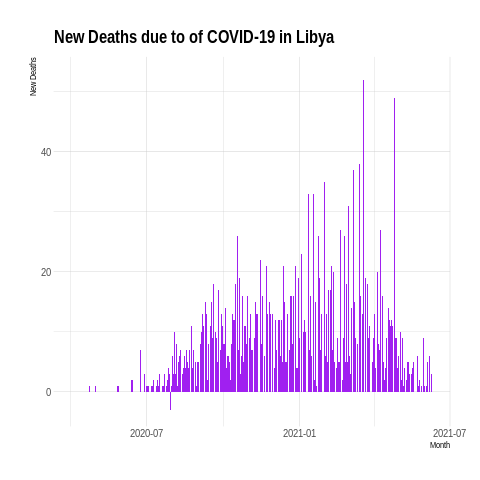 New Deaths due to of COVID-19 in Libya
New Deaths
40
20
0
2020-07
2021-01
2021-07
Month